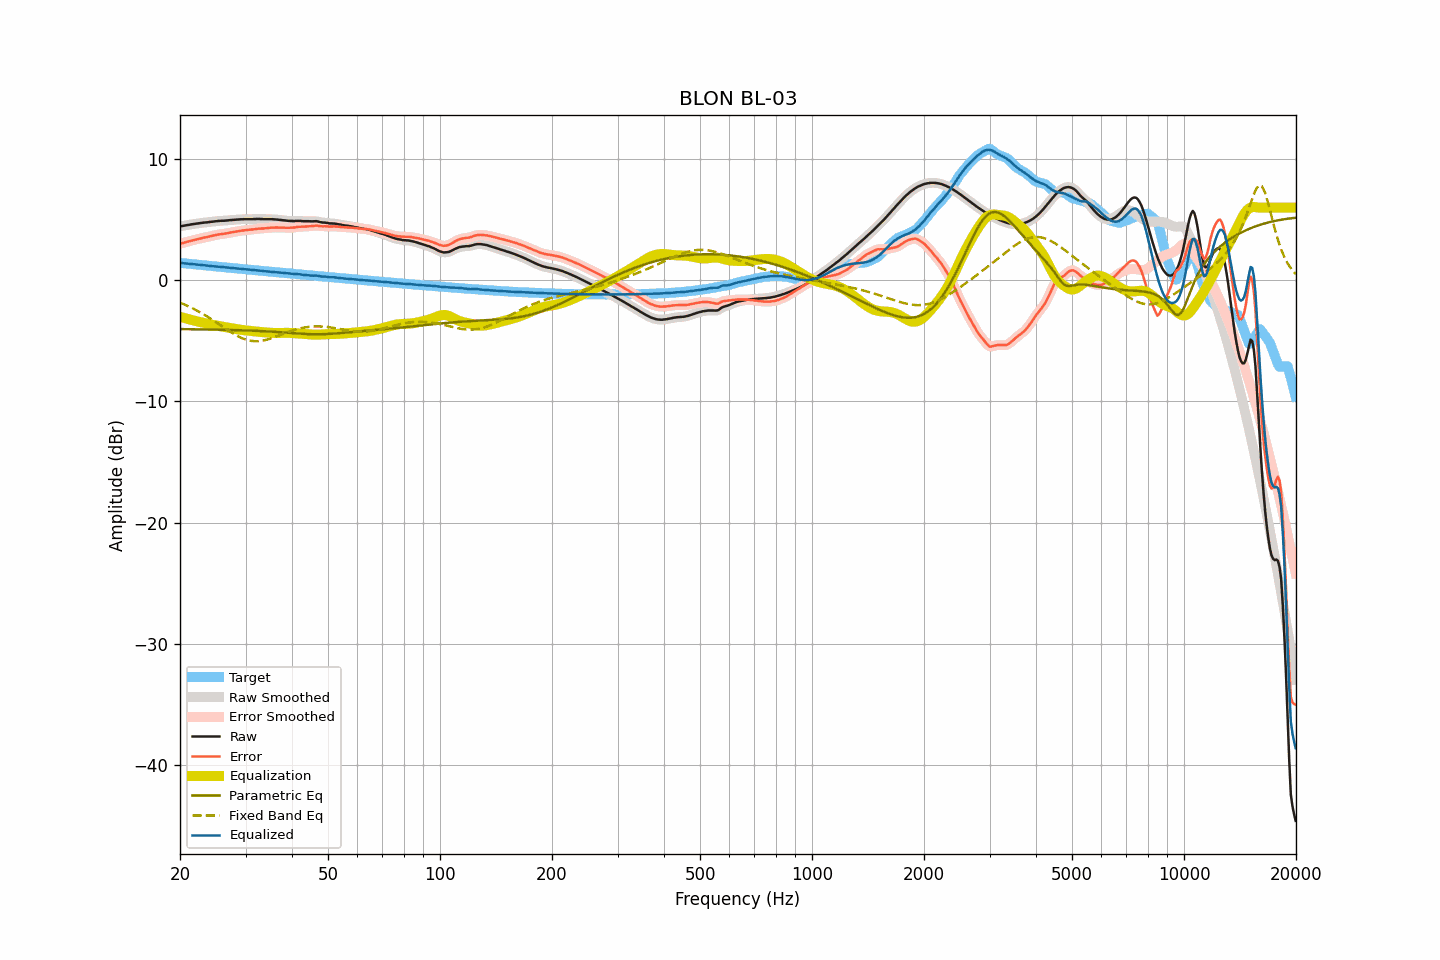 BLON BL-03
10
0
−10
−20
−30
−40
Amplitude (dBr)
Target
Raw Smoothed
Error Smoothed
Raw
Error
Equalization
Parametric Eq
Fixed Band Eq
Equalized
20 50 100 200 500 1000 2000 5000 10000 20000
Frequency (Hz)